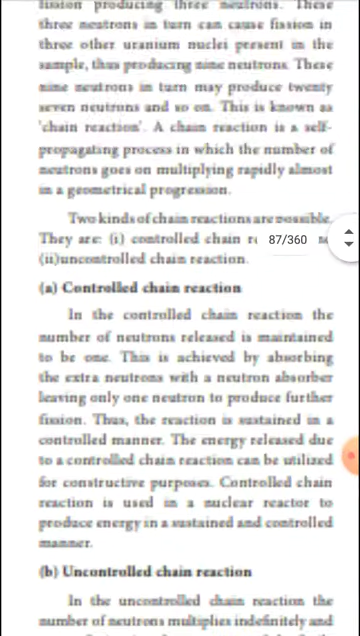 fission producing three neutrons. These
three neutrons in turn can cause fission in
three other uranium nuclei present in the
sample, thus producing nine neutrons. These
nine neutrons in turn may produce twenty
seven neutrons and so on. This is known as
'chain reaction'. A chain reaction is a self-
propagating process in which the number of
neutrons goes on multiplying rapidly almost
in a geometrical progression.
Two kinds of chain reactions are possible.
They are: (i) controlled chain
87/360
(ii)uncontrolled chain reaction.
(a) Controlled chain reaction
In the controlled chain reaction the
number of neutrons released is maintained
to be one. This is achieved by absorbing
the extra neutrons with a neutron absorber
leaving only one neutron to produce further
fission. Thus, the reaction is sustained in a
controlled manner. The energy released due
to a controlled chain reaction can be utilized
for constructive purposes. Controlled chain
reaction is used in a nuclear reactor to
produce energy in a sustained and controlled
manner.
(b) Uncontrolled chain reaction
In the uncontrolled chain reaction the
number of neutrons multiplies indefinitely and